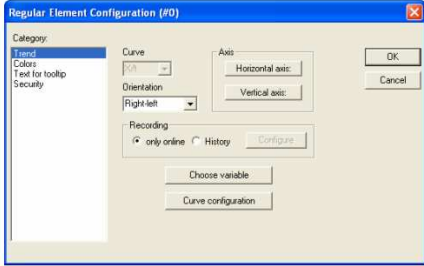 Regular Element Configuration (#0)
Category:
Trend
Colors
Text for tooltip
Security
Curve
X/t
Orientation
Right-left
Axis
Horizontal axis:
Vertical axis:
OK
Cancel
Recording
only online
History
Configure
Choose variable
Curve configuration